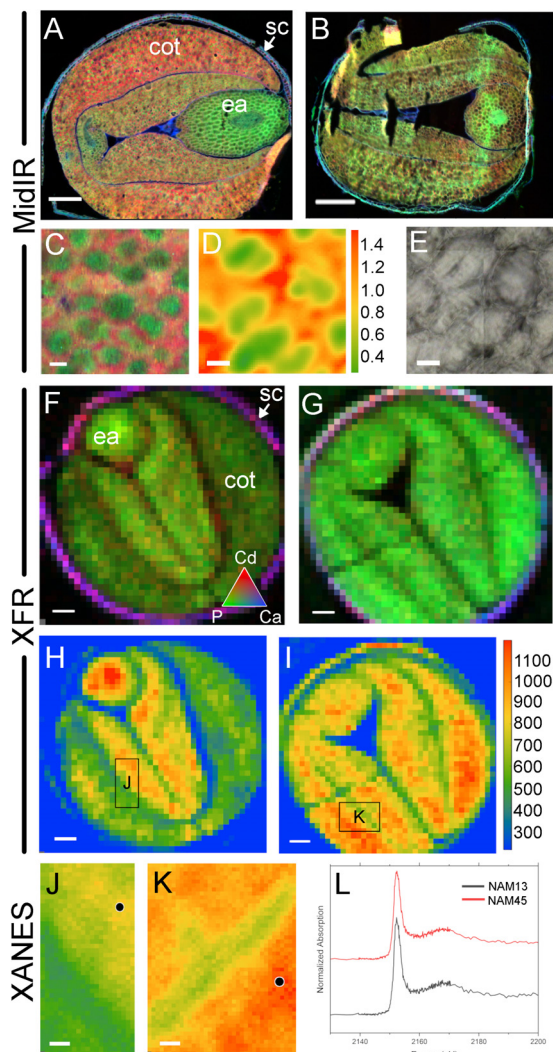 MidIR
A
cot
sc
ea
B
C
D
1.4
1.2
1.0
0.8
0.6
0.4
E
XFR
F
ea
sc
cot
Cd
P
Ca
G
H
J
I
K
1100
1000
900
800
700
600
500
400
300
XANES
J
K
L
NAM13
NAM45
Normalized Absorption
2140
2160
2180
2200